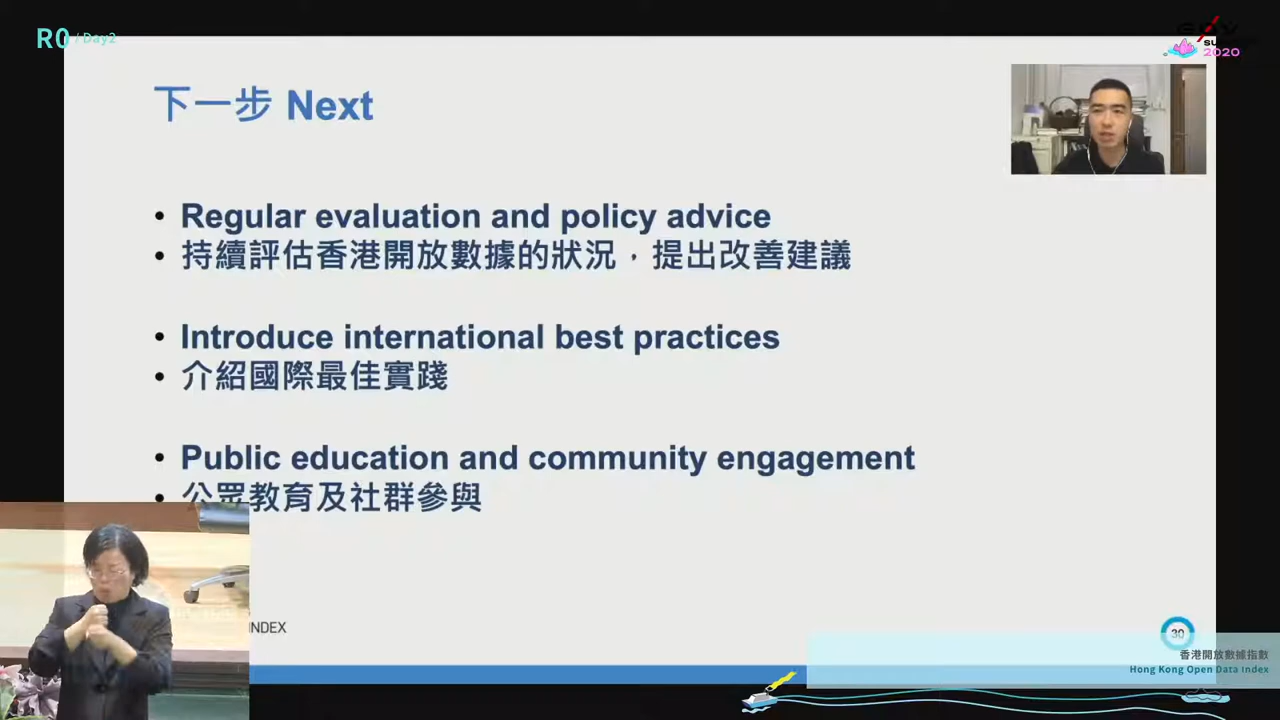 R0 / Day2
2020
下一步 Next
Regular evaluation and policy advice
持續評估香港開放數據的狀況，提出改善建議
Introduce international best practices
介紹國際最佳實踐
Public education and community engagement
公眾教育及社群參與
INDEX
30
香港開放數據指數
Hong Kong Open Data Index